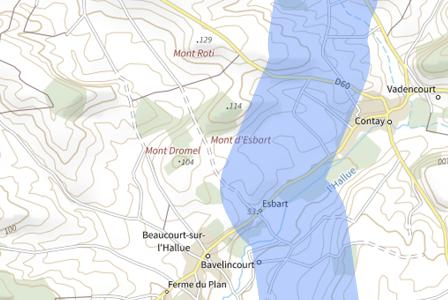 129
Mont Roti
D60
Vadencourt
114
Contay
Mont d'Esbart
Mont Dromel
104
l'Hallue
Esbart
53
100
Beaucourt-sur-
l'Hallue
Bavelincourt
Ferme du Plan